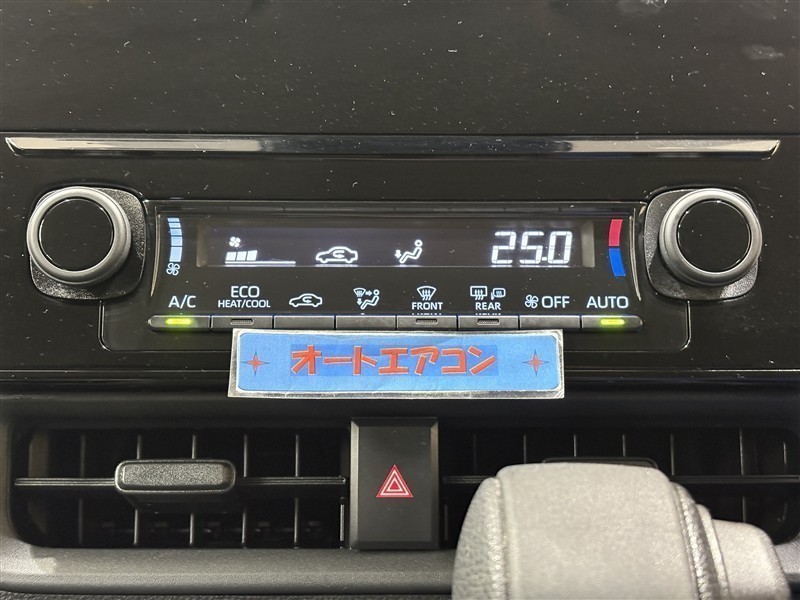 25.0
A/C
ECO
HEAT/COOL
FRONT
REAR
OFF
AUTO
オートエアコン